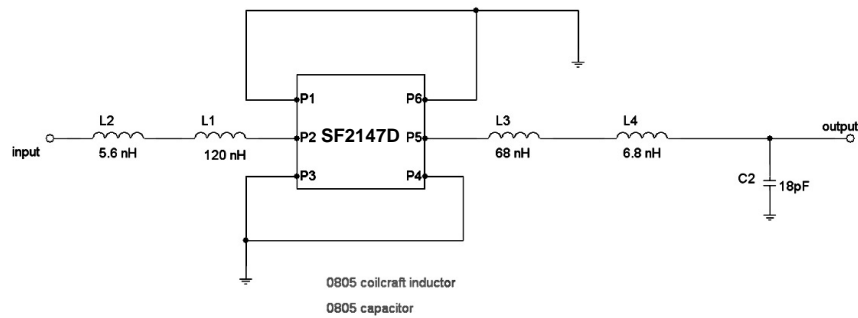 P1
P6
L2
L1
L3
L4
P2
SF2147D
P5
input
5.6 nH
120 nH
68 nH
6.8 nH
output
P3
P4
C2
18pF
0805 coilcraft inductor
0805 capacitor